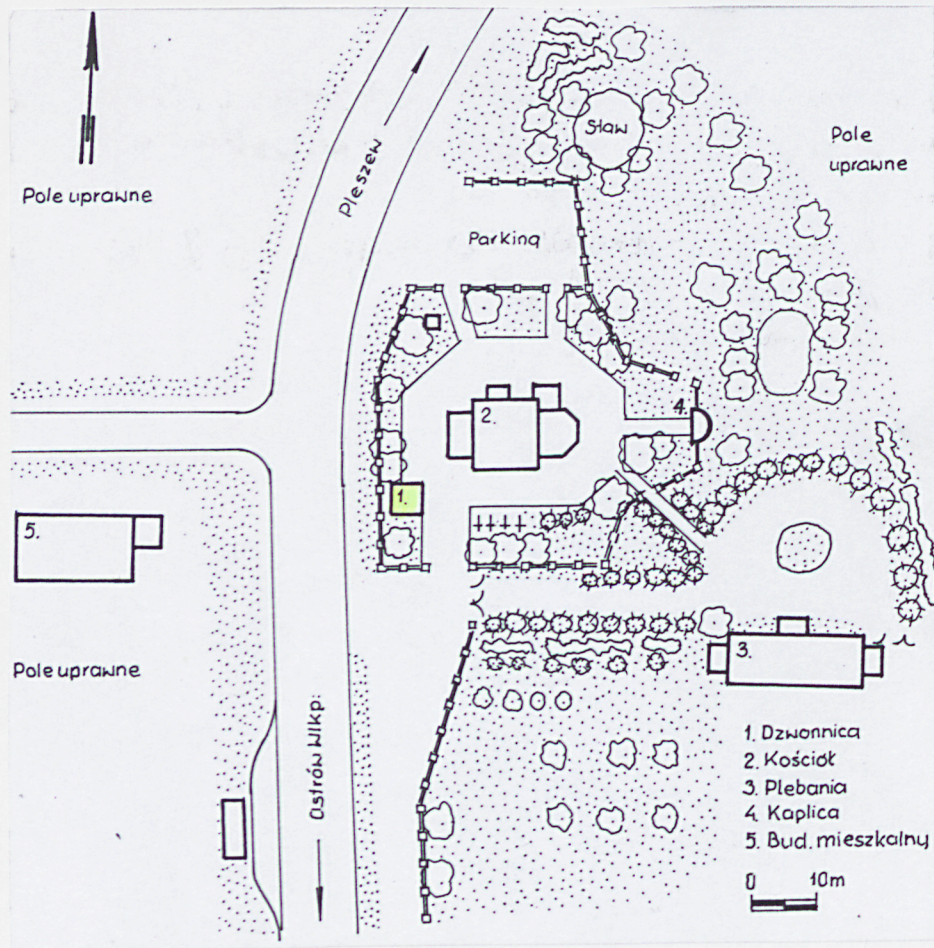 Pole uprawne
Pleszew
Staw
Pole
uprawne
Parking
4.
2.
1.
5.
3.
Pole uprawne
Ostrów Wlkp.
1. Dzwonnica
2. Kościół
3. Plebania
4. Kaplica
5. Bud. mieszkalny
0 10m